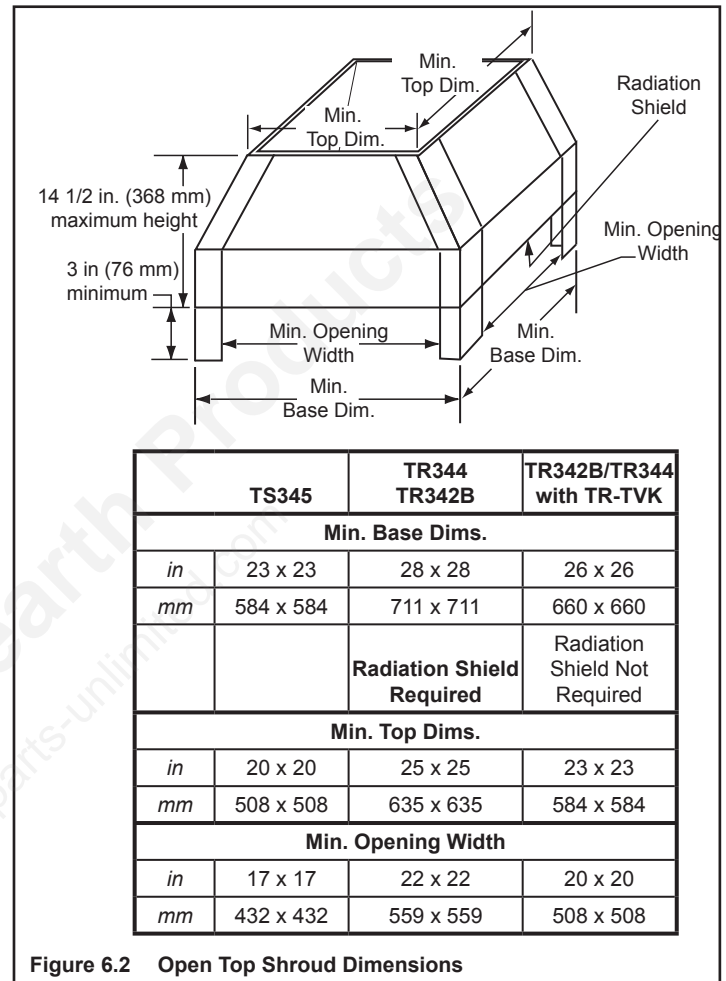 Min.
Top Dim.
Radiation
Shield
Min.
Top Dim.
14 1/2 in. (368 mm)
maximum height
Min. Opening
Width
3 in (76 mm)
minimum
Min. Opening
Width
Min.
Base Dim.
Min.
Base Dim.
TS345 TR344 TR342B TR342B/TR344 with TR-TVK
Min. Base Dims.
in 23 x 23 28 x 28 26 x 26
mm 584 x 584 711 x 711 660 x 660
Radiation Shield Required Radiation Shield Not Required
Min. Top Dims.
in 20 x 20 25 x 25 23 x 23
mm 508 x 508 635 x 635 584 x 584
Min. Opening Width
in 17 x 17 22 x 22 20 x 20
mm 432 x 432 559 x 559 508 x 508
Figure 6.2 Open Top Shroud Dimensions
earth Products
parts-unlimited.com